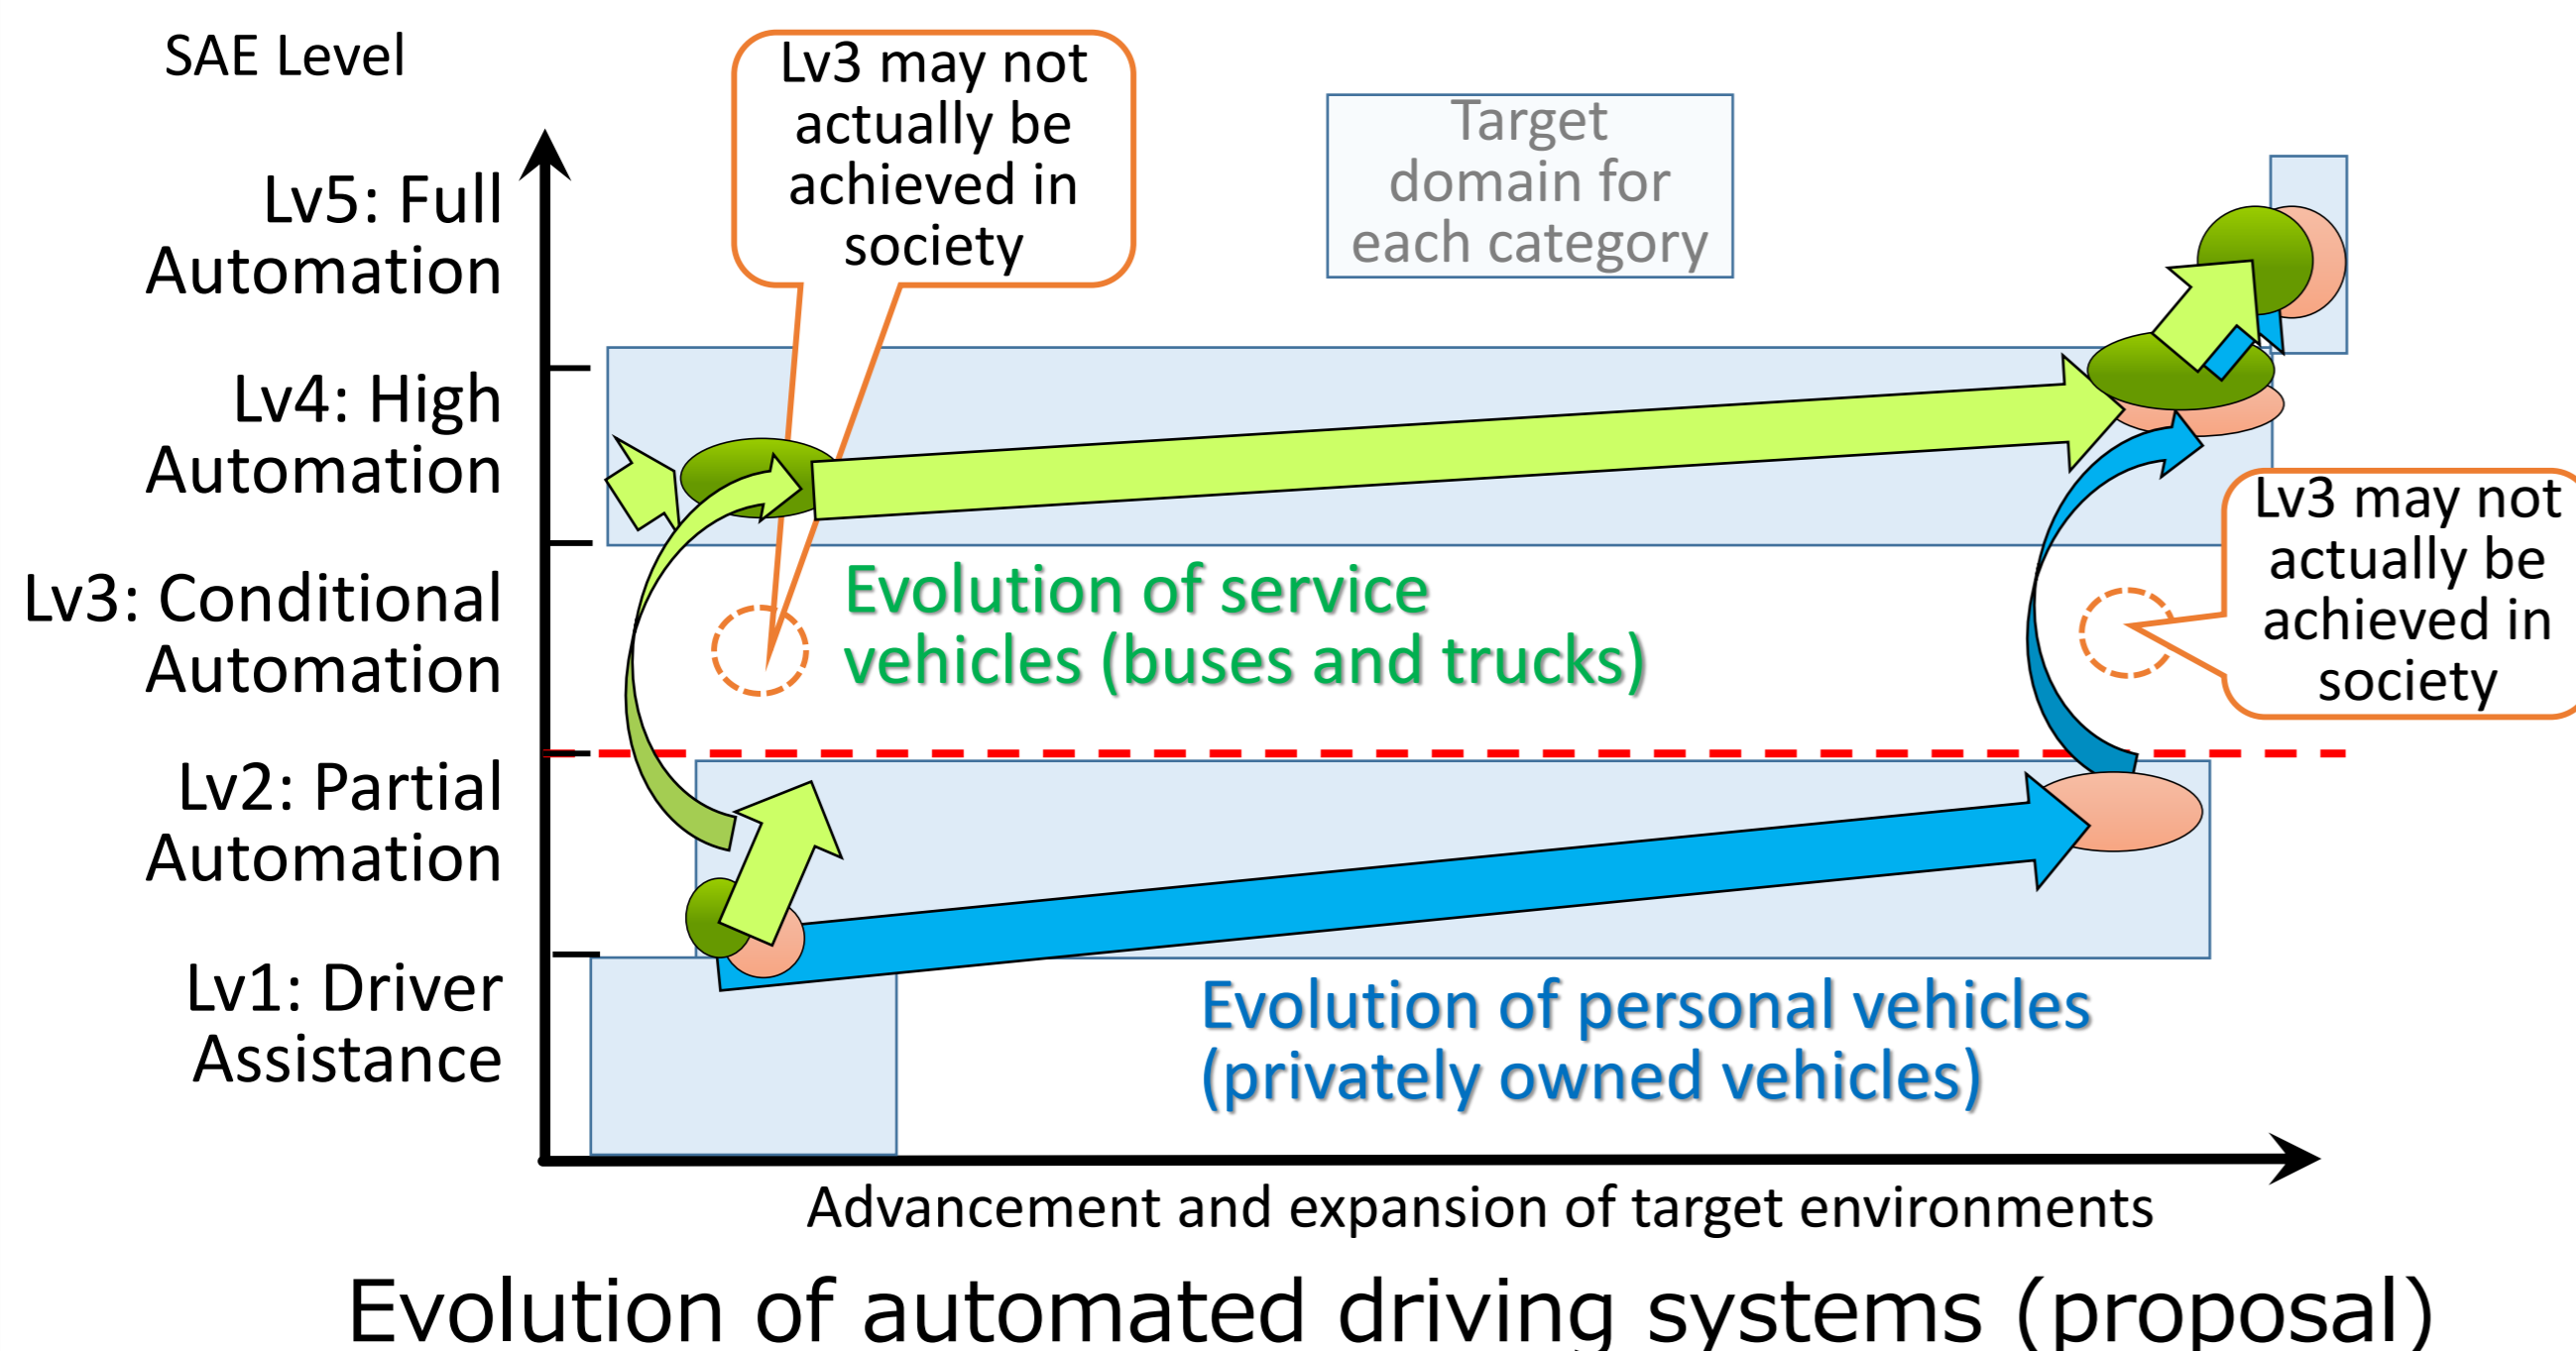 SAE Level
Lv3 may not
actually be
achieved in
society
Target
domain for
each category
Lv5: Full
Automation
Lv4: High
Automation
Lv3 may not
actually be
achieved in
society
Lv3: Conditional
Automation
Evolution of service
vehicles (buses and trucks)
Lv2: Partial
Automation
Lv1: Driver
Assistance
Evolution of personal vehicles
(privately owned vehicles)
Advancement and expansion of target environments
Evolution of automated driving systems (proposal)